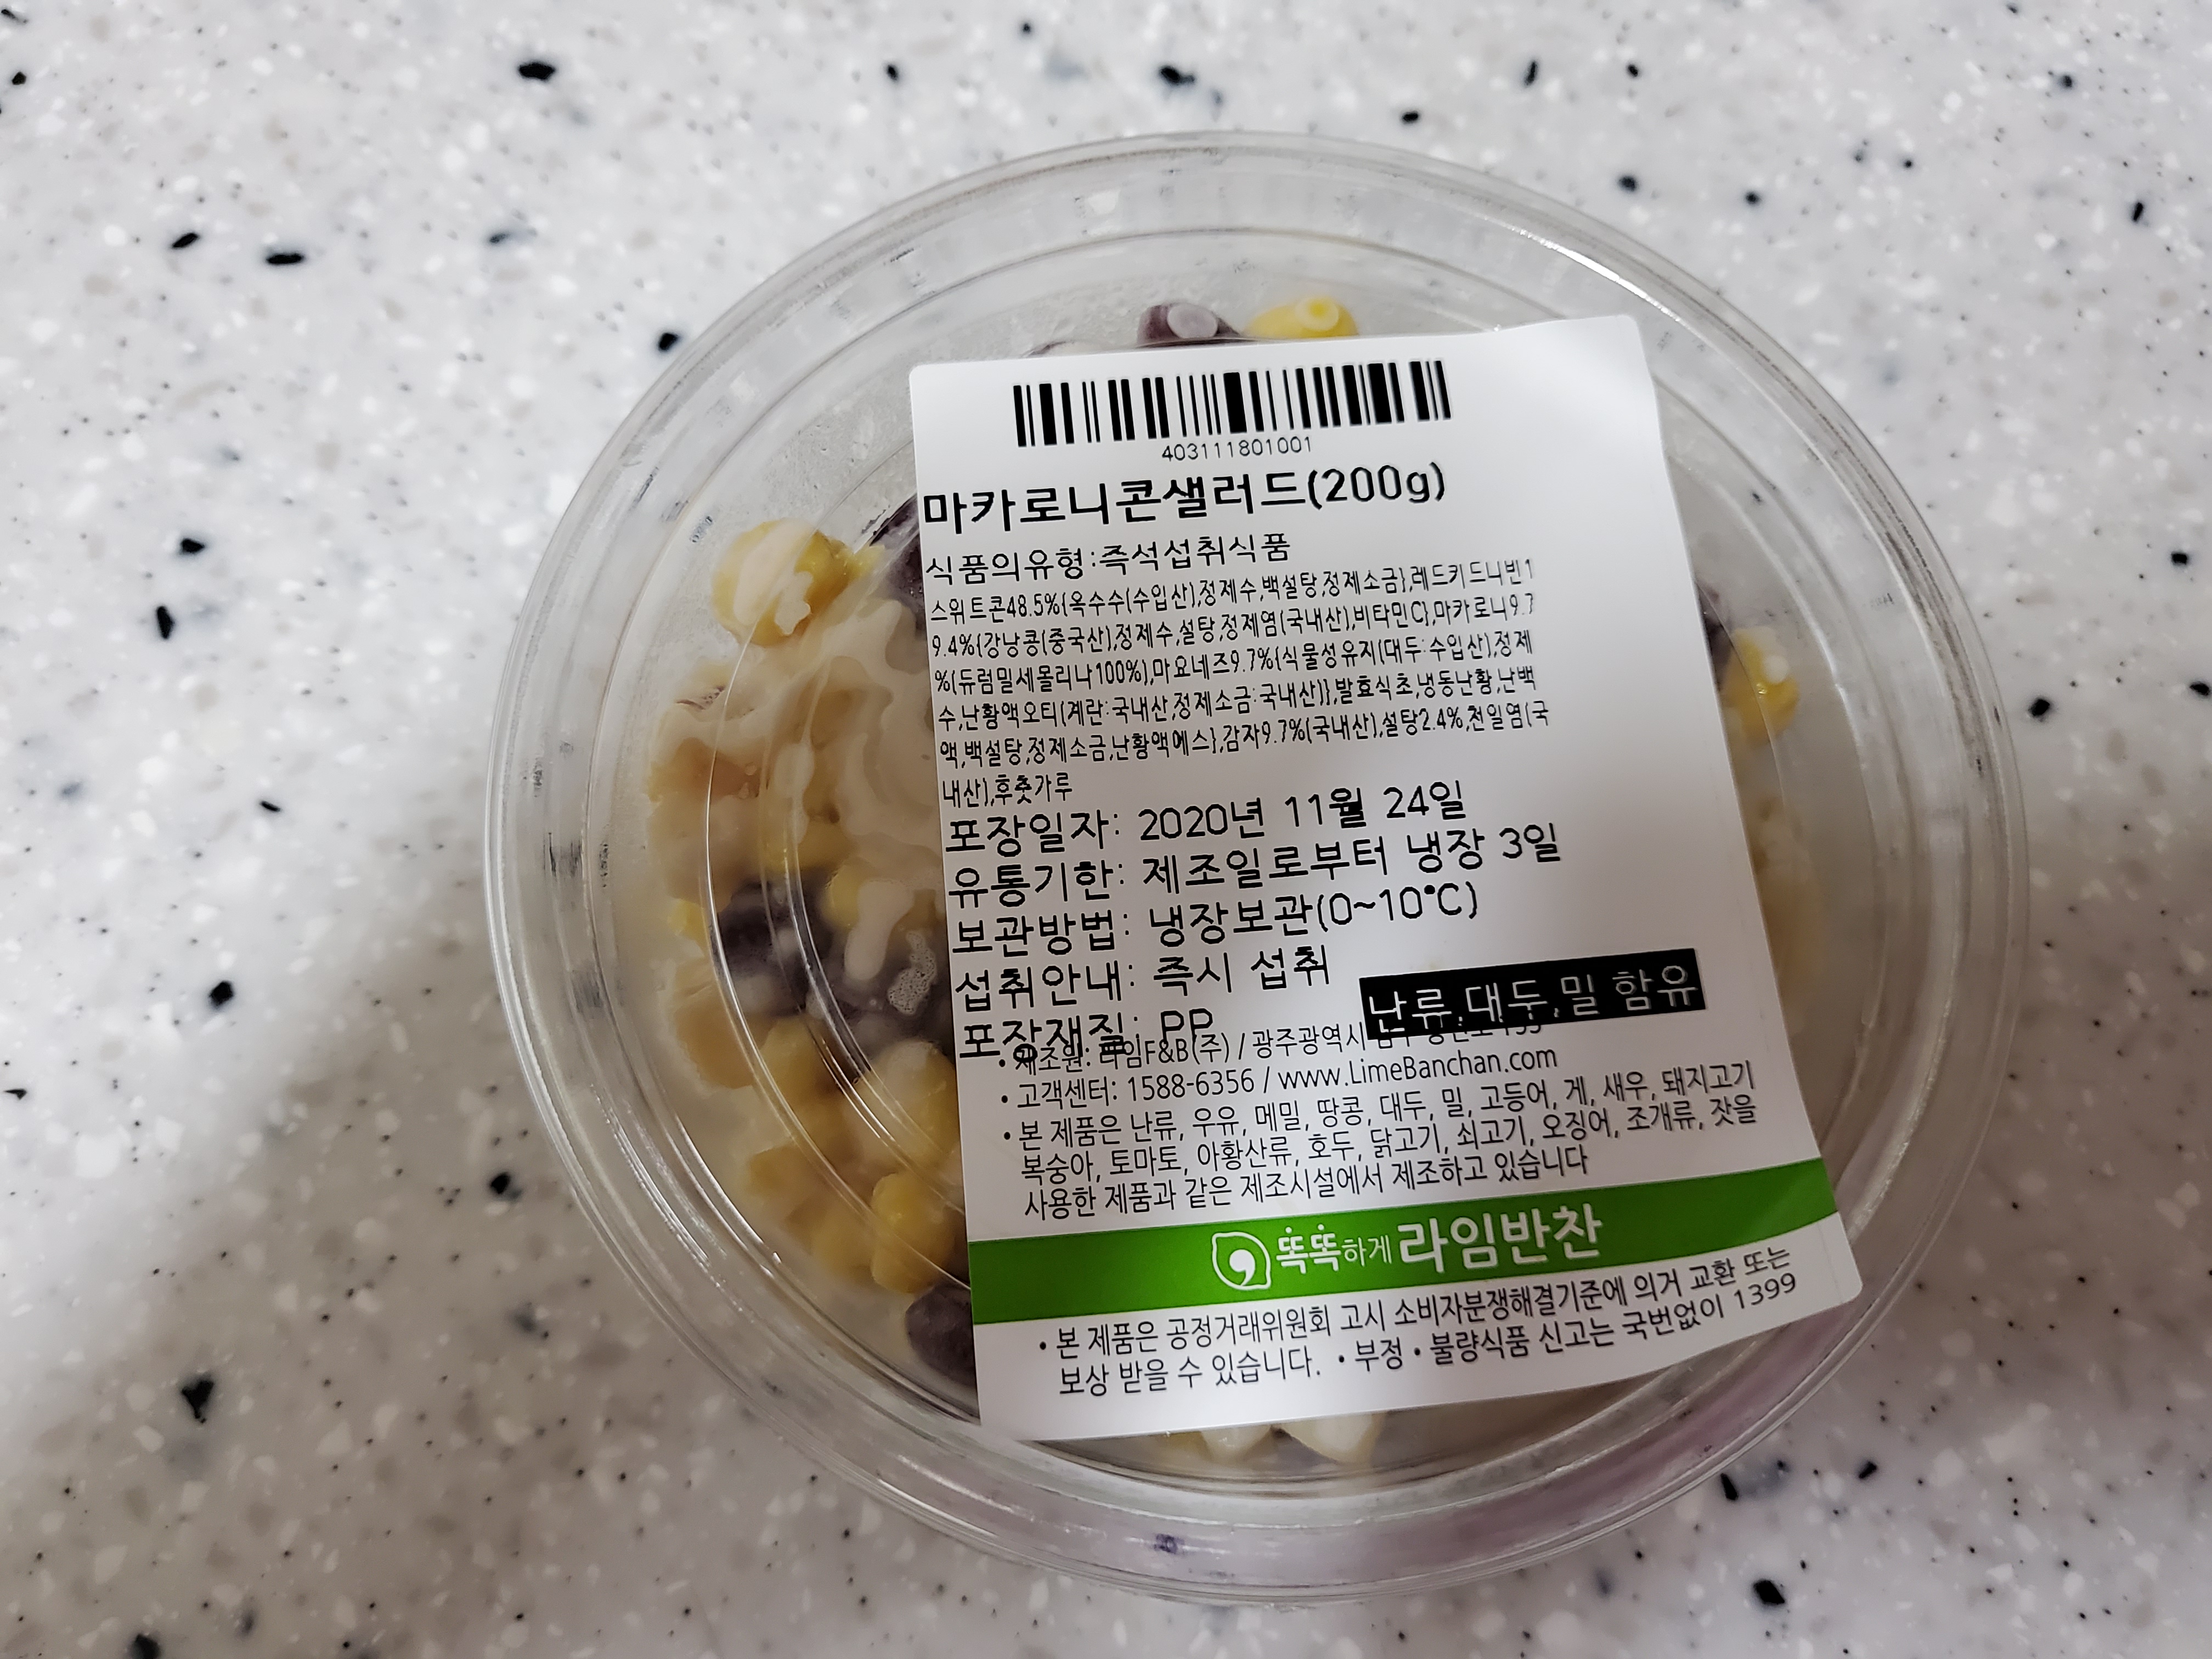 403111801001
마카로니콘샐러드(200g)
식품의유형:즉석섭취식품
스위트콘48.5%{옥수수(수입산),정제수,백설탕,정제소금},레드키드니빈1
9.4%{강낭콩(중국산),정제수,설탕,정제염(국내산),비타민C},마카로니9.7
%(듀럼밀세몰리나100%),마요네즈9.7%{식물성유지(대두:수입산),정제
수,난황액오티(계란:국내산,정제소금:국내산)},발효식초,냉동난황,난백
액,백설탕,정제소금,난황액에스},감자9.7%(국내산),설탕2.4%,천일염(국
내산),후춧가루
포장일자: 2020년 11월 24일
유통기한: 제조일로부터 냉장 3일
보관방법: 냉장보관(0~10℃)
섭취안내: 즉시 섭취
포장재질: PP
난류,대두,밀 함유
• 제조원: 라임F&B(주) / 광주광역시
• 고객센터: 1588-6356 / www.LimeBanchan.com
• 본 제품은 난류, 우유, 메밀, 땅콩, 대두, 밀, 고등어, 게, 새우, 돼지고기
복숭아, 토마토, 아황산류, 호두, 닭고기, 쇠고기, 오징어, 조개류, 잣을
사용한 제품과 같은 제조시설에서 제조하고 있습니다
똑똑하게 라임반찬
• 본 제품은 공정거래위원회 고시 소비자분쟁해결기준에 의거 교환 또는
보상 받을 수 있습니다. • 부정 • 불량식품 신고는 국번없이 1399